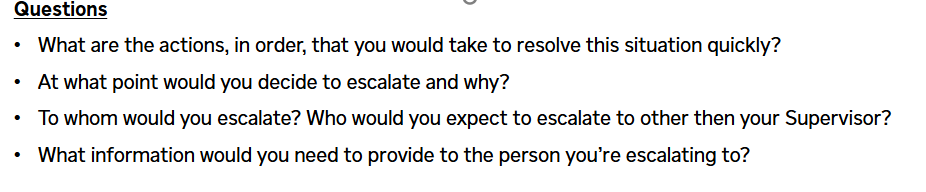 Questions
• What are the actions, in order, that you would take to resolve this situation quickly?
• At what point would you decide to escalate and why?
• To whom would you escalate? Who would you expect to escalate to other then your Supervisor?
• What information would you need to provide to the person you’re escalating to?